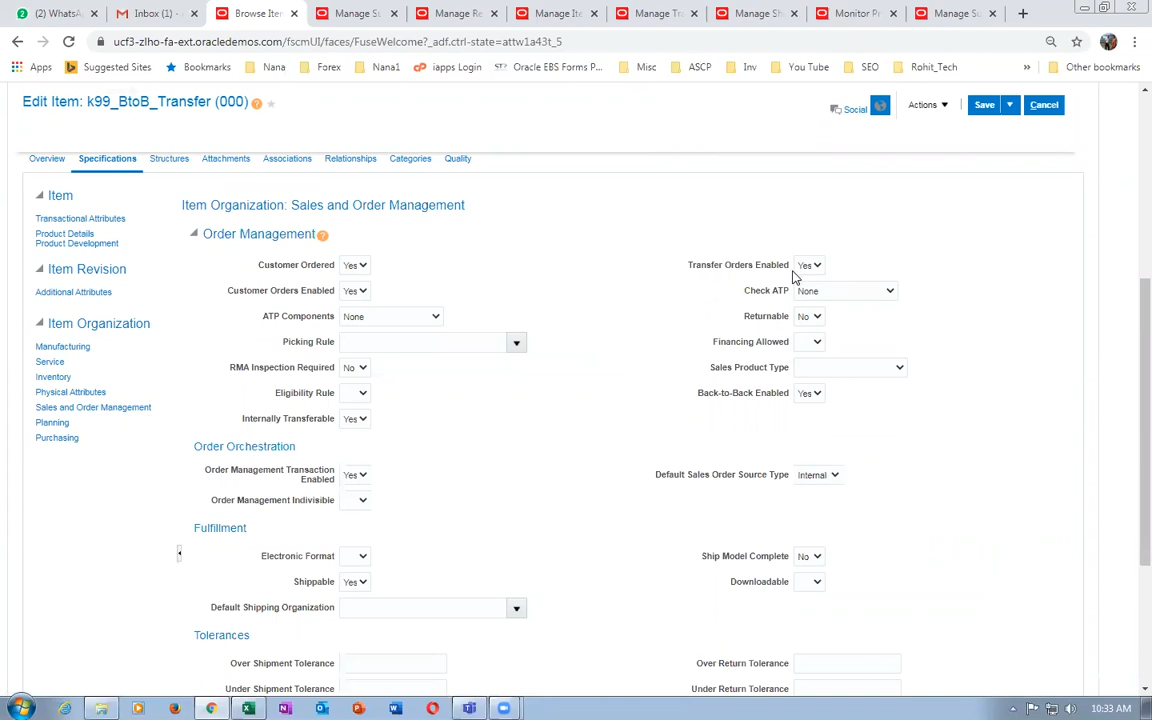 (2) WhatsA
Inbox (1) -
Browse Iter
Manage Su
Manage Re
Manage Ite
Manage Tra
Manage Sh
Monitor Pr
Manage Su
ucf3-zlho-fa-ext.oracledemos.com/fscmUI/faces/FuseWelcome?_adf.ctrl-state=attw1a43t_5
Apps
Suggested Sites
Bookmarks
Nana
Forex
Nana1
iapps Login
Oracle EBS Forms P...
Misc
ASCP
Inv
You Tube
SEO
Rohit_Tech
»
Other bookmarks
Edit Item: k99_BtoB_Transfer (000)
Social
Actions
Save
Cancel
Overview
Specifications
Structures
Attachments
Associations
Relationships
Categories
Quality
Item
Transactional Attributes
Product Details
Product Development
Item Revision
Additional Attributes
Item Organization
Manufacturing
Service
Inventory
Physical Attributes
Sales and Order Management
Planning
Purchasing
Item Organization: Sales and Order Management
Order Management
Customer Ordered Yes
Transfer Orders Enabled Yes
Customer Orders Enabled Yes
Check ATP None
ATP Components None
Returnable No
Picking Rule
Financing Allowed
RMA Inspection Required No
Sales Product Type
Eligibility Rule
Back-to-Back Enabled Yes
Internally Transferable Yes
Order Orchestration
Order Management Transaction
Enabled Yes
Default Sales Order Source Type Internal
Order Management Indivisible
Fulfillment
Electronic Format
Ship Model Complete No
Shippable Yes
Downloadable
Default Shipping Organization
Tolerances
Over Shipment Tolerance
Over Return Tolerance
Under Shipment Tolerance
Under Return Tolerance
10:33 AM